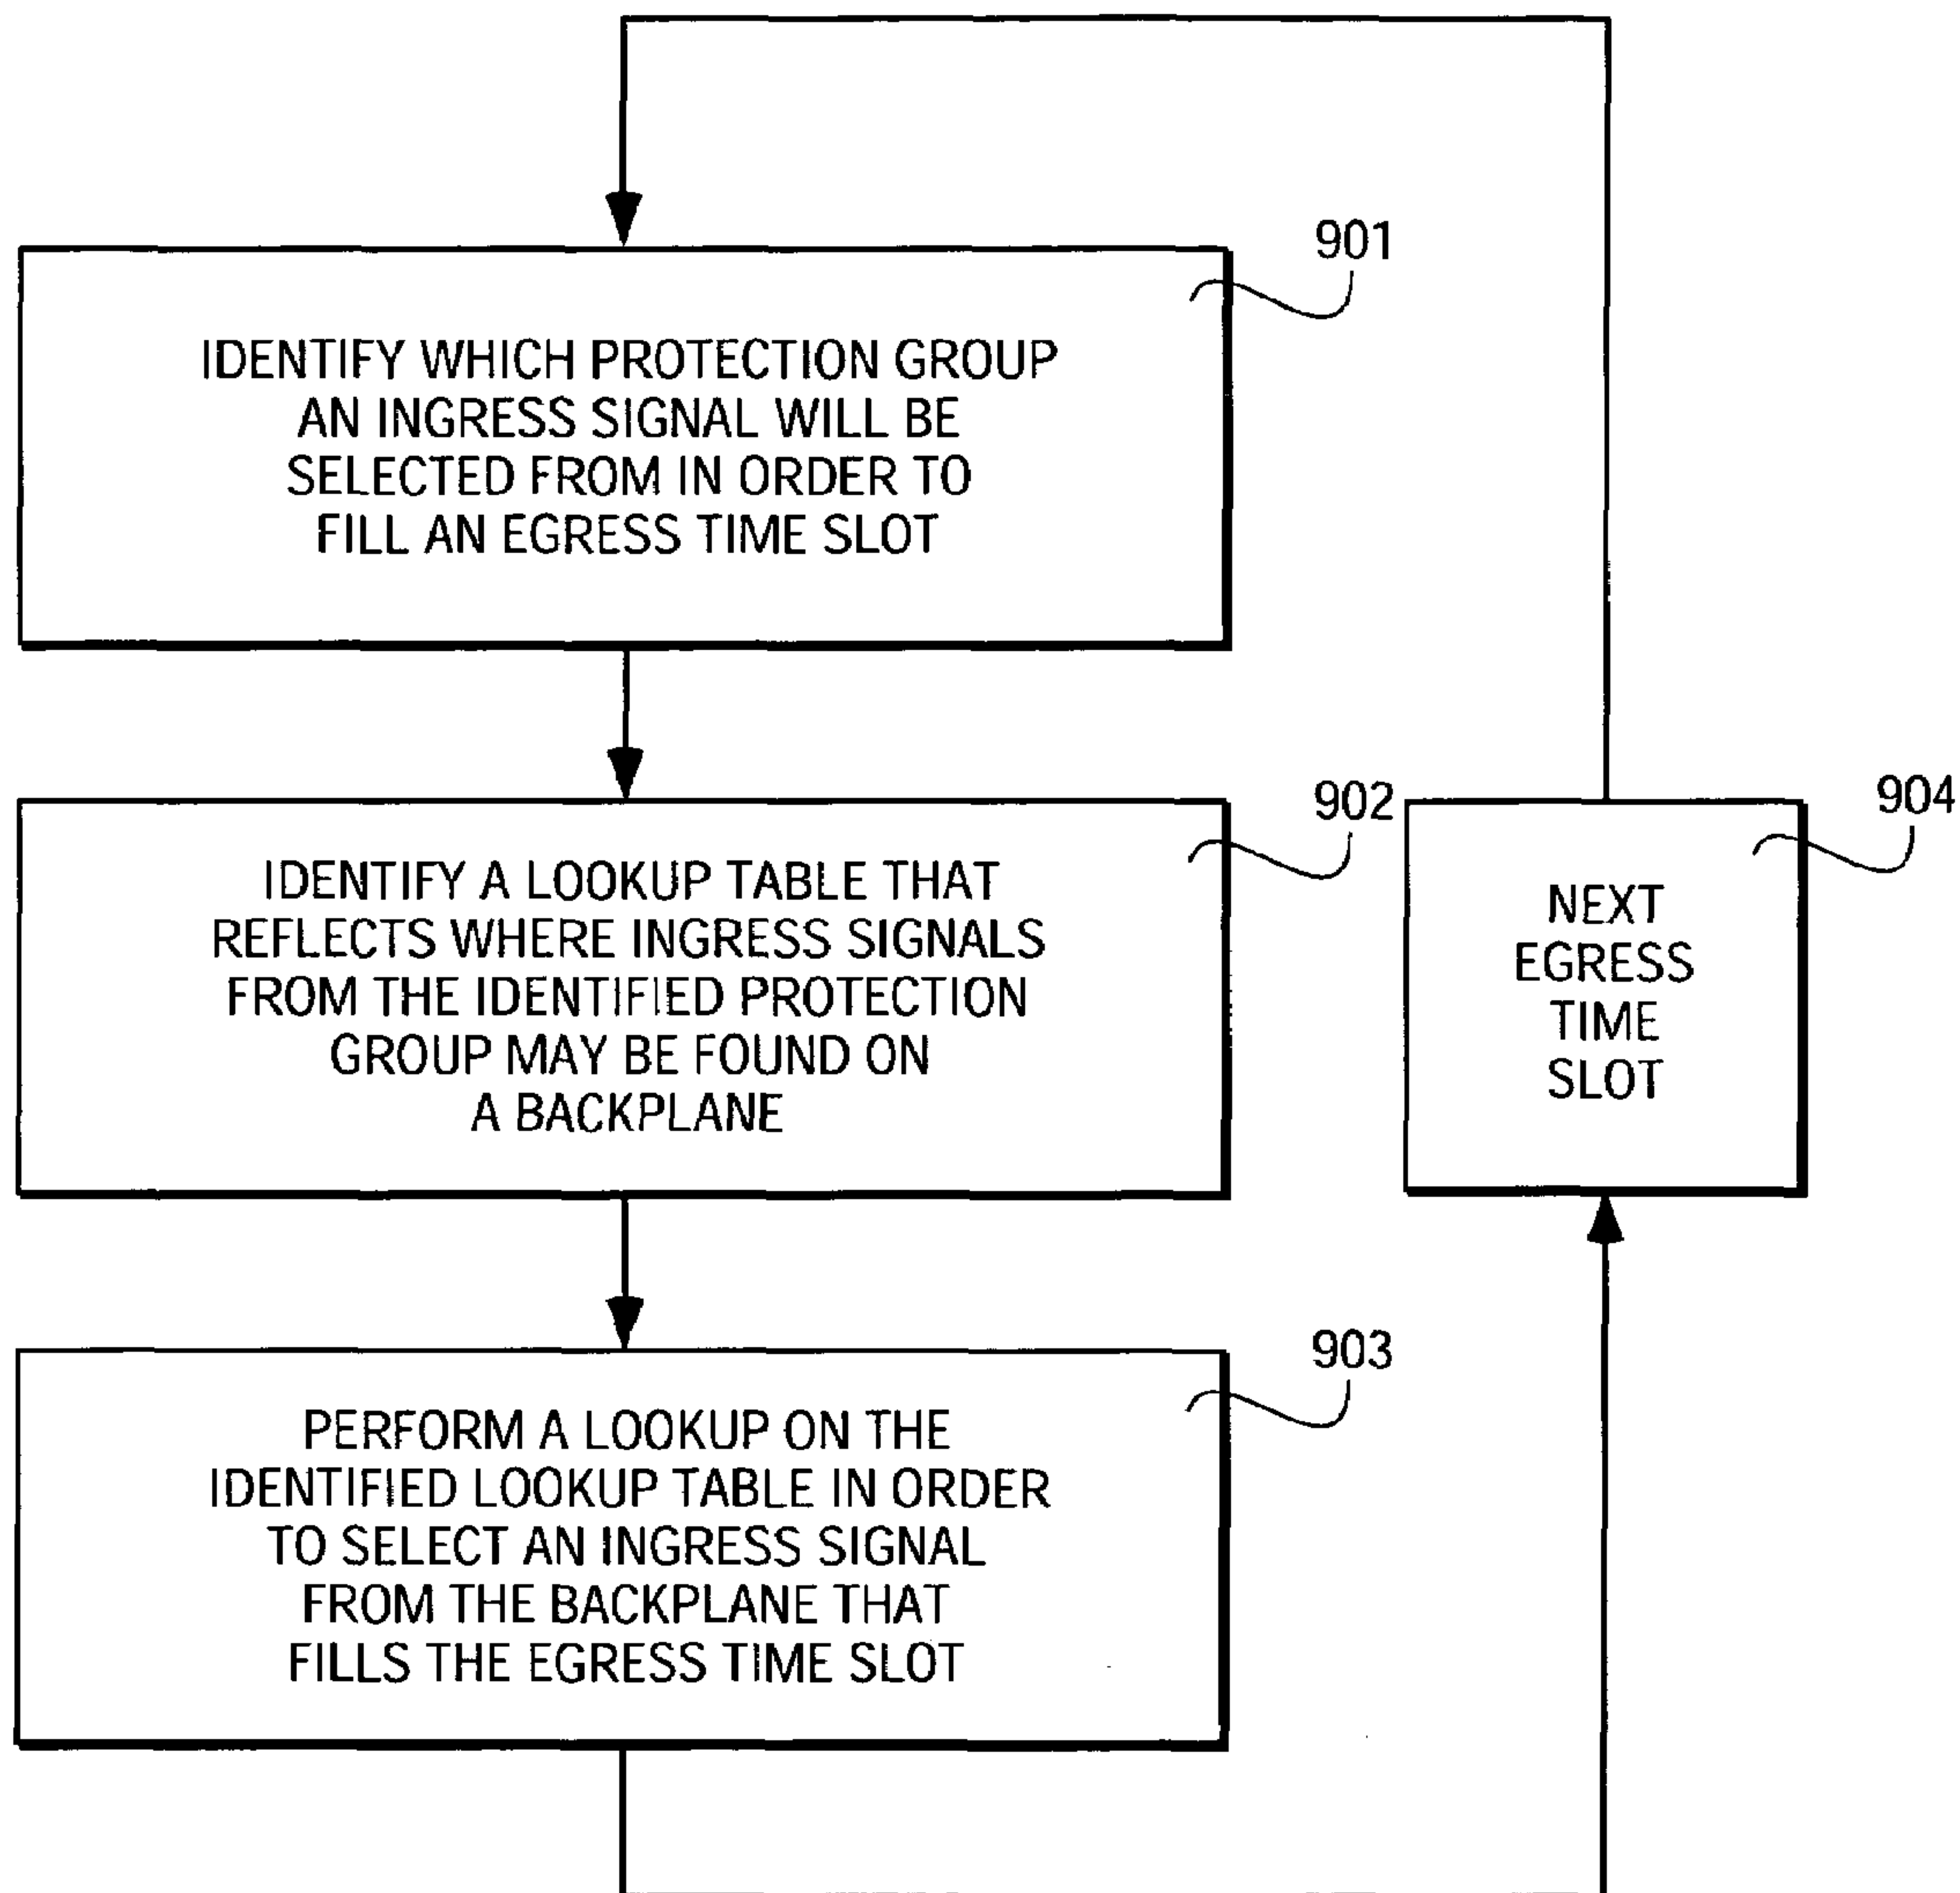 901
IDENTIFY WHICH PROTECTION GROUP
AN INGRESS SIGNAL WILL BE
SELECTED FROM IN ORDER TO
FILL AN EGRESS TIME SLOT
902
IDENTIFY A LOOKUP TABLE THAT
REFLECTS WHERE INGRESS SIGNALS
FROM THE IDENTIFIED PROTECTION
GROUP MAY BE FOUND ON
A BACKPLANE
904
NEXT
EGRESS
TIME
SLOT
903
PERFORM A LOOKUP ON THE
IDENTIFIED LOOKUP TABLE IN ORDER
TO SELECT AN INGRESS SIGNAL
FROM THE BACKPLANE THAT
FILLS THE EGRESS TIME SLOT